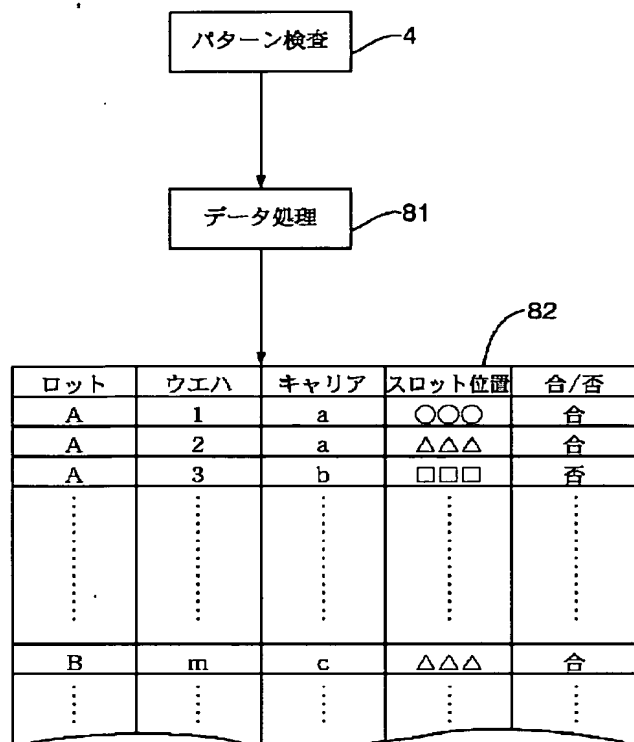 パターン検査
4
データ処理
81
82
ロット ウエハ キャリア スロット位置 合/否
A 1 a ○○○ 合
A 2 a △△△ 合
A 3 b □□□ 否
B m c △△△ 合